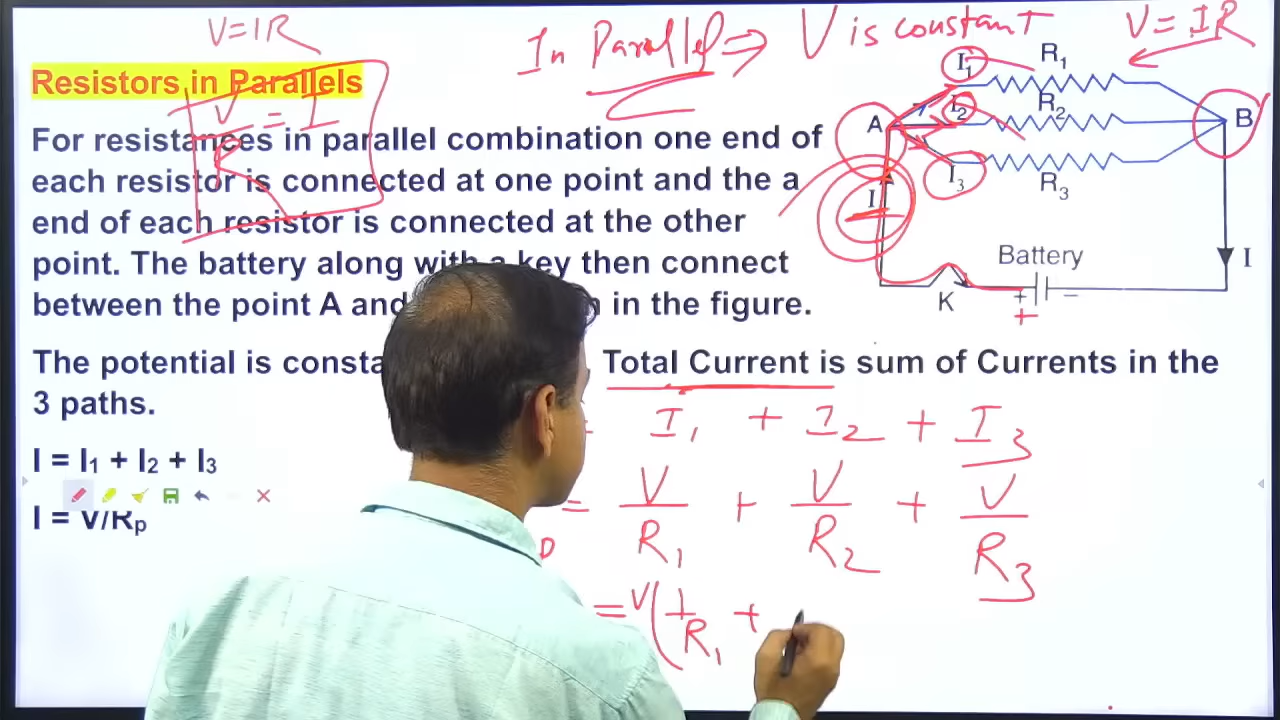 V=IR
In Parallel ⇒ V is constant
V = IR
Resistors in Parallels
V/R = I
For resistances in parallel combination one end of
each resistor is connected at one point and the a
end of each resistor is connected at the other
point. The battery along with a key then connect
between the point A and in the figure.
The potential is consta Total Current is sum of Currents in the
3 paths.
I = I₁ + I₂ + I₃
I = V/Rp
= I₁ + I₂ + I₃
= V/R₁ + V/R₂ + V/R₃
= V(1/R₁ +
I₁
R₁
I₂
R₂
A
B
I₃
R₃
I
Battery
I
K
+ −
+